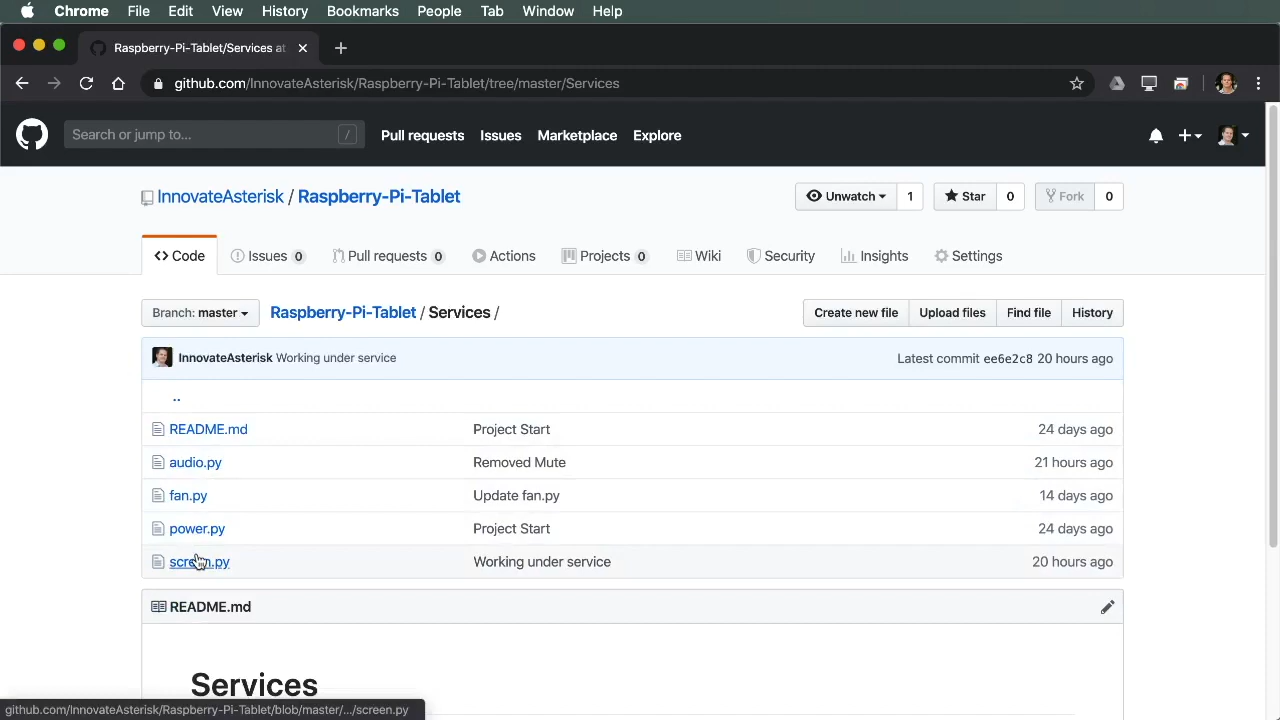 Chrome File Edit View History Bookmarks People Tab Window Help
Raspberry-Pi-Tablet/Services at
github.com/InnovateAsterisk/Raspberry-Pi-Tablet/tree/master/Services
Search or jump to... / Pull requests Issues Marketplace Explore
InnovateAsterisk / Raspberry-Pi-Tablet Unwatch 1 Star 0 Fork 0
Code Issues 0 Pull requests 0 Actions Projects 0 Wiki Security Insights Settings
Branch: master Raspberry-Pi-Tablet / Services / Create new file Upload files Find file History
InnovateAsterisk Working under service Latest commit ee6e2c8 20 hours ago
..
README.md Project Start 24 days ago
audio.py Removed Mute 21 hours ago
fan.py Update fan.py 14 days ago
power.py Project Start 24 days ago
screen.py Working under service 20 hours ago
README.md
Services
github.com/InnovateAsterisk/Raspberry-Pi-Tablet/blob/master/.../screen.py